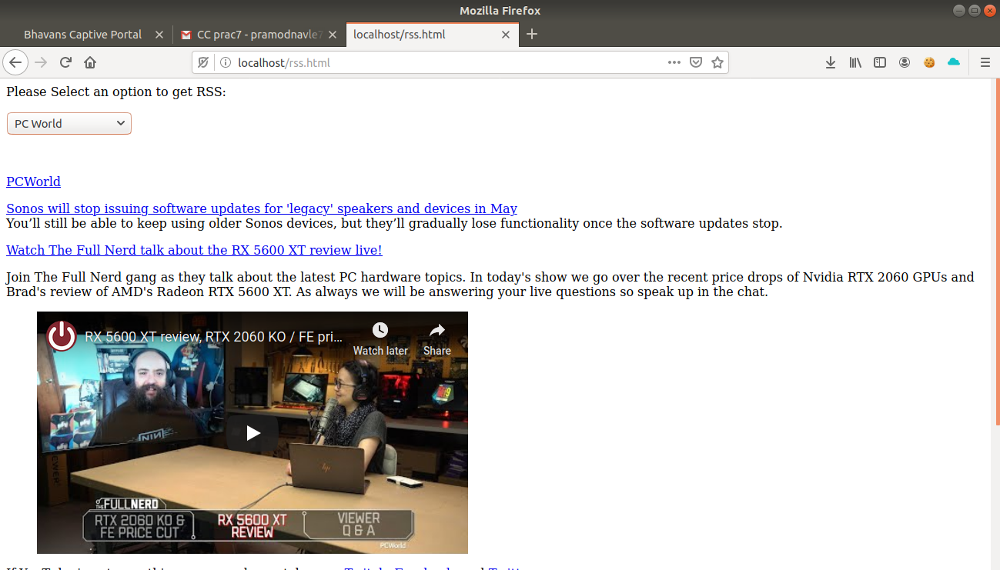 Mozilla Firefox
Bhavans Captive Portal
CC prac7 - pramodnavle7
localhost/rss.html
localhost/rss.html
Please Select an option to get RSS:
PC World
PCWorld
Sonos will stop issuing software updates for 'legacy' speakers and devices in May
You’ll still be able to keep using older Sonos devices, but they’ll gradually lose functionality once the software updates stop.
Watch The Full Nerd talk about the RX 5600 XT review live!
Join The Full Nerd gang as they talk about the latest PC hardware topics. In today's show we go over the recent price drops of Nvidia RTX 2060 GPUs and
Brad's review of AMD's Radeon RTX 5600 XT. As always we will be answering your live questions so speak up in the chat.
RX 5600 XT review, RTX 2060 KO / FE pri...
Watch later
Share
NIN
hp
THE FULL NERD
RTX 2060 KO &
FE PRICE CUT
RX 5600 XT
REVIEW
VIEWER
Q & A
PCWorld